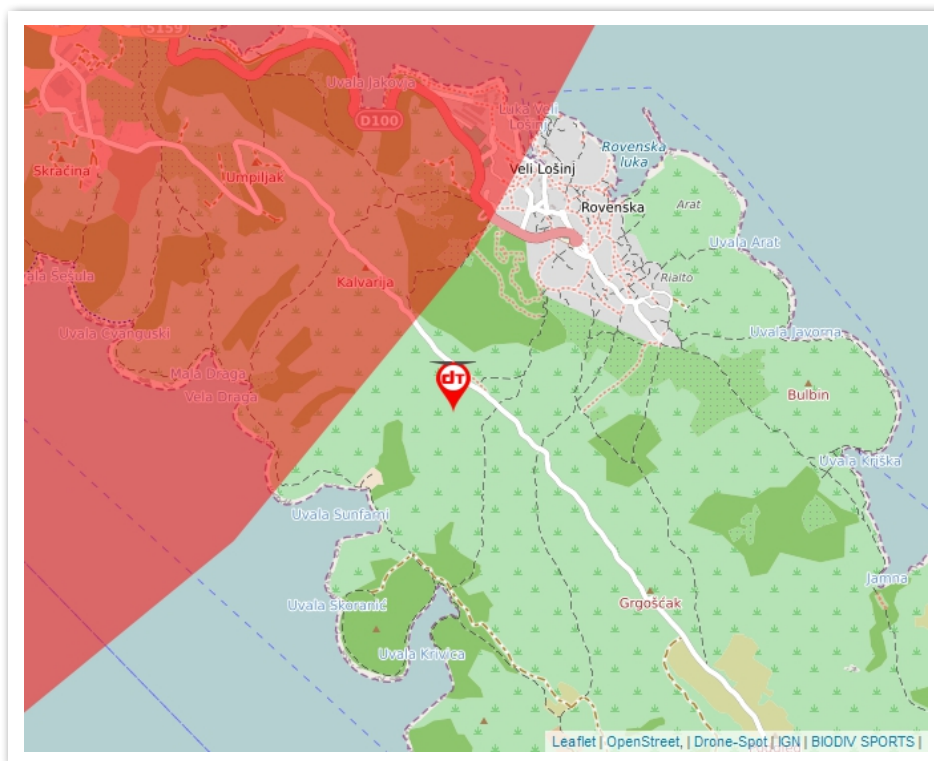 S159
Uvala Jakovja
D100
Luka Veli
Lošinj
Rovenska
luka
Veli Lošinj
Skračina
Umpiljak
Rovenska
Arat
Uvala Arat
Rialto
Kalvarija
Uvala Cvanguski
Uvala Javorna
Mala Draga
Vela Draga
dT
Bulbin
Uvala Kriška
Uvala Sunfarni
Jamna
Uvala Skoranić
Grgošćak
Uvala Krivica
Leaflet | OpenStreet, | Drone-Spot | IGN | BIODIV SPORTS |